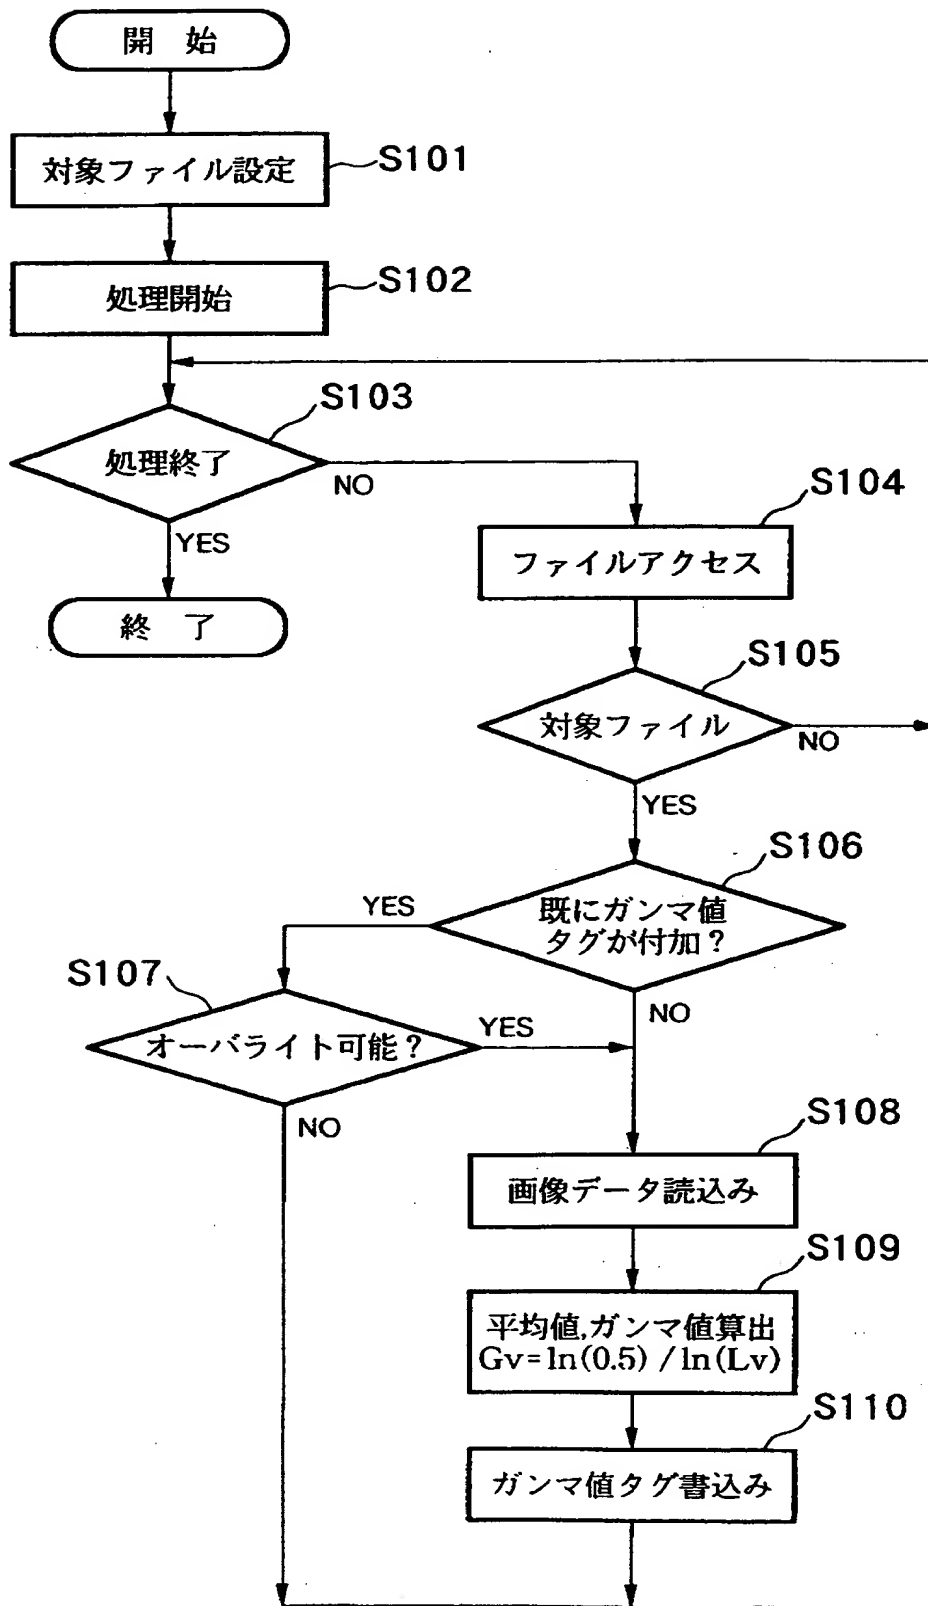 開 始
対象ファイル設定
S101
処理開始
S102
S103
処理終了
NO
YES
終 了
S104
ファイルアクセス
S105
対象ファイル
NO
YES
S106
既にガンマ値
タグが付加?
YES
NO
S107
オーバライト可能?
YES
NO
S108
画像データ読込み
S109
平均値,ガンマ値算出
Gv=ln(0.5) / ln(Lv)
S110
ガンマ値タグ書込み